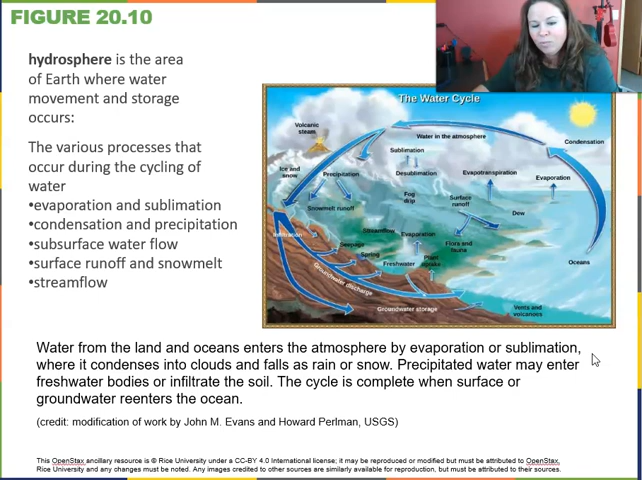 FIGURE 20.10
hydrosphere is the area
of Earth where water
movement and storage
occurs:
The various processes that
occur during the cycling of
water
•evaporation and sublimation
•condensation and precipitation
•subsurface water flow
•surface runoff and snowmelt
•streamflow
The Water Cycle
Volcanic
steam
Water in the atmosphere
Condensation
Sublimation
Ice and
snow
Precipitation
Desublimation
Evapotranspiration
Evaporation
Fog
drip
Surface
runoff
Snowmelt runoff
Dew
Streamflow
Evaporation
Infiltration
Seepage
Flora and
fauna
Spring
Freshwater
Plant
uptake
Oceans
Groundwater discharge
Groundwater storage
Vents and
volcanoes
Water from the land and oceans enters the atmosphere by evaporation or sublimation,
where it condenses into clouds and falls as rain or snow. Precipitated water may enter
freshwater bodies or infiltrate the soil. The cycle is complete when surface or
groundwater reenters the ocean.
(credit: modification of work by John M. Evans and Howard Perlman, USGS)
This OpenStax ancillary resource is © Rice University under a CC-BY 4.0 International license; it may be reproduced or modified but must be attributed to OpenStax,
Rice University and any changes must be noted. Any images credited to other sources are similarly available for reproduction, but must be attributed to their sources.